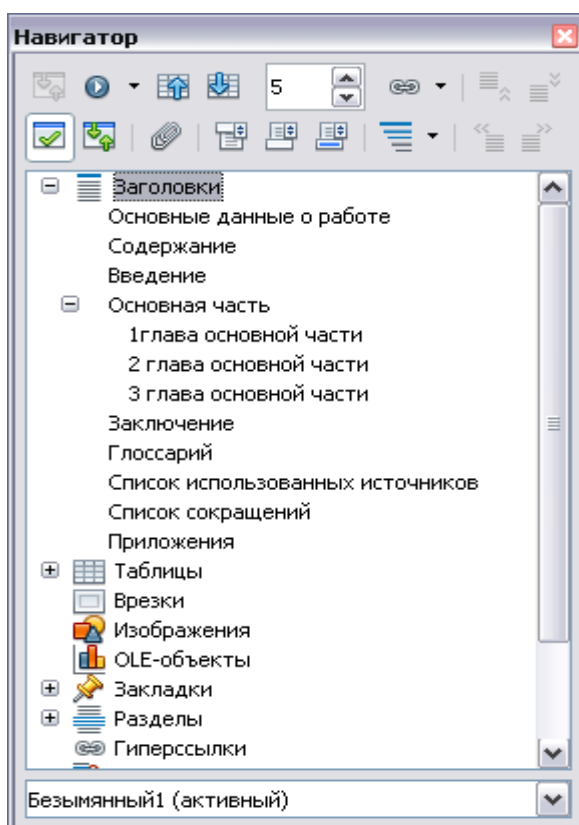 Навигатор
5
Заголовки
Основные данные о работе
Содержание
Введение
Основная часть
1глава основной части
2 глава основной части
3 глава основной части
Заключение
Глоссарий
Список использованных источников
Список сокращений
Приложения
Таблицы
Врезки
Изображения
OLE-объекты
Закладки
Разделы
Гиперссылки
Безымянный1 (активный)